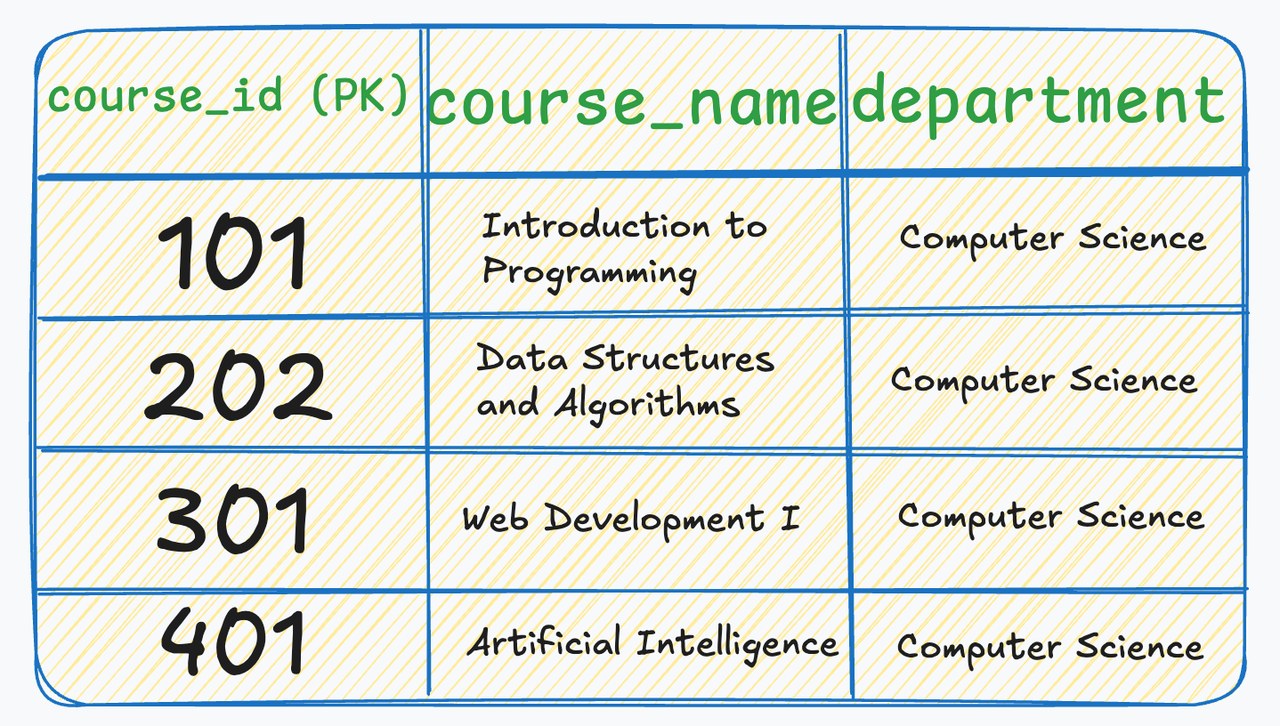 course_id (PK) course_name department
101 Introduction to Computer Science
Programming
202 Data Structures Computer Science
and Algorithms
301 Web Development I Computer Science
401 Artificial Intelligence Computer Science